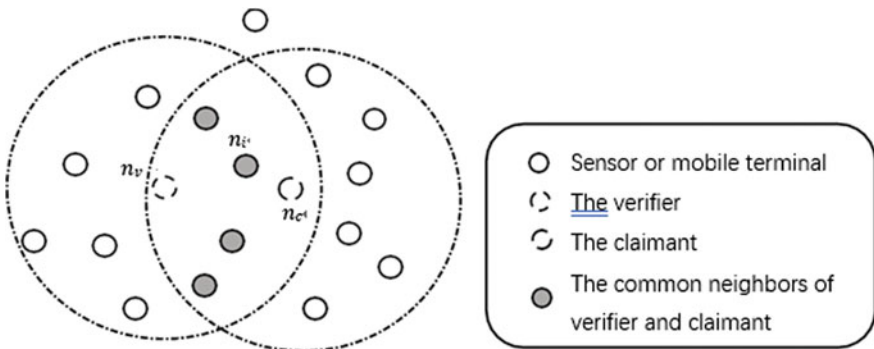 n_i
n_v
n_c
Sensor or mobile terminal
The verifier
The claimant
The common neighbors of
verifier and claimant